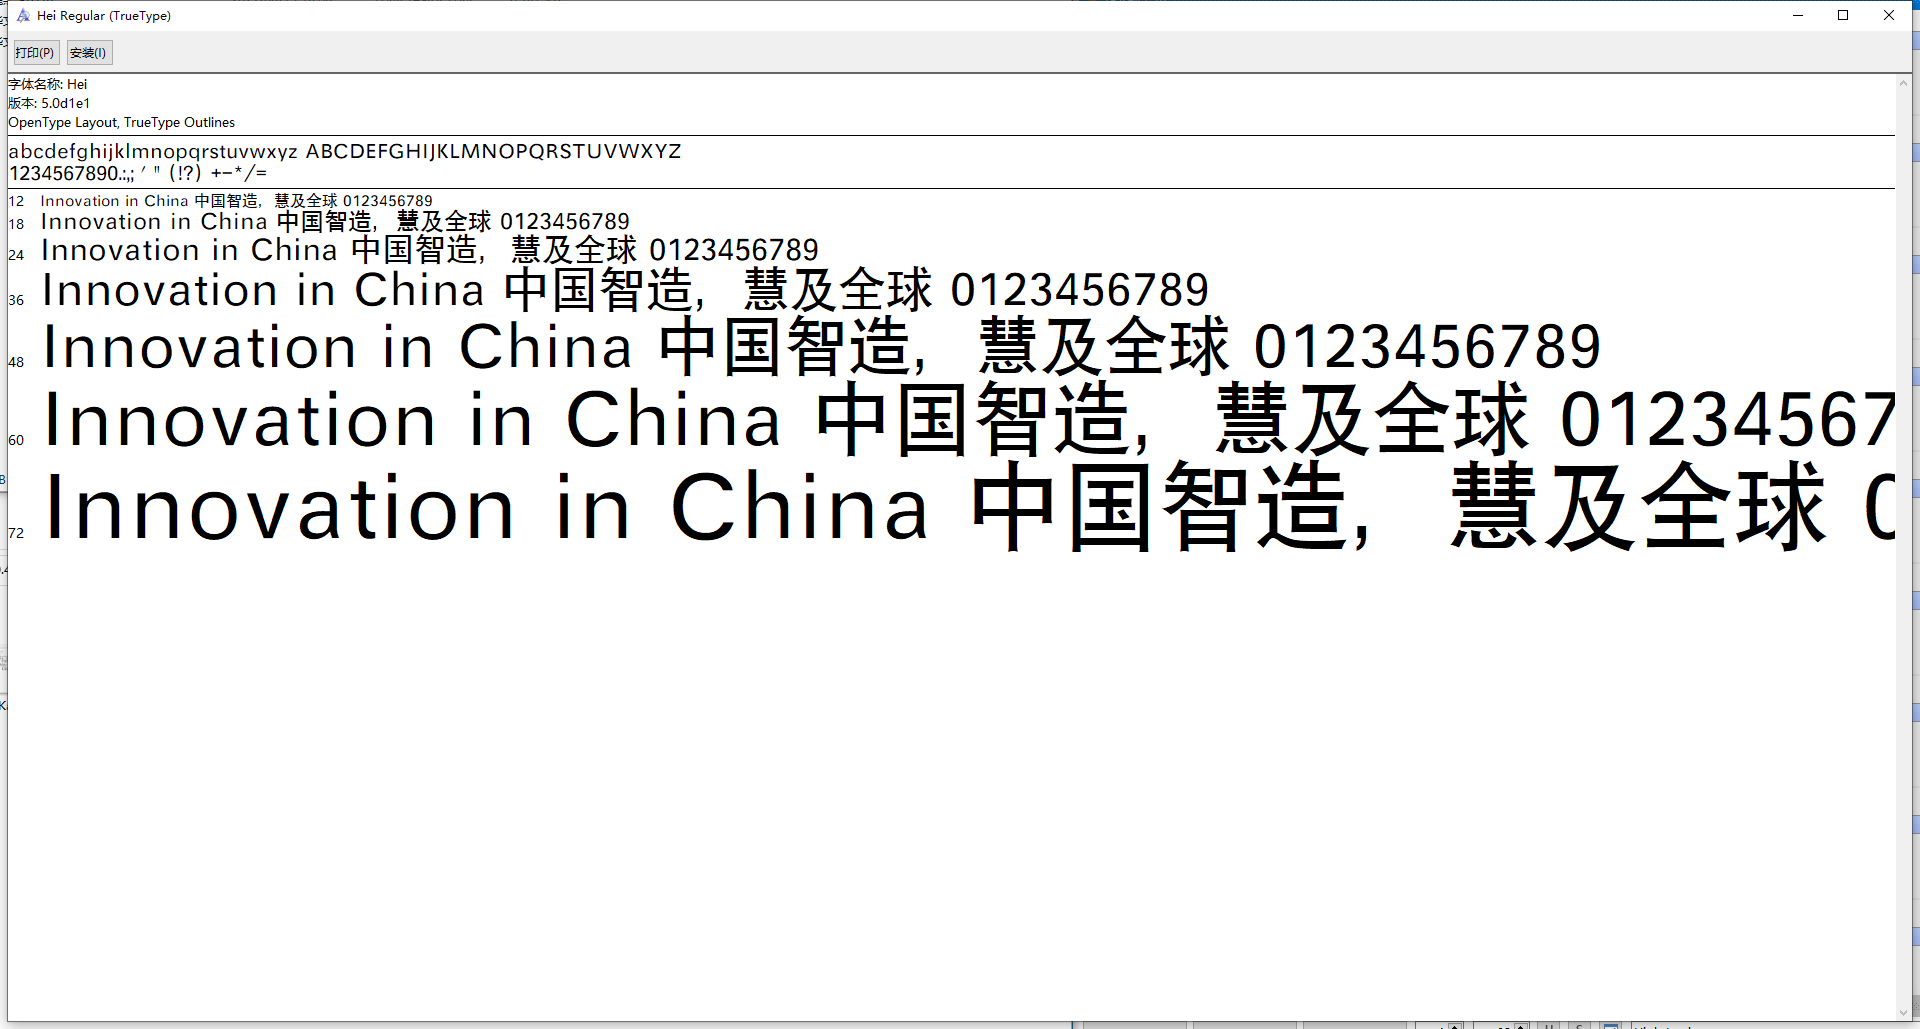 Hei Regular (TrueType)
打印(P) 安装(I)
字体名称: Hei
版本: 5.0d1e1
OpenType Layout, TrueType Outlines
abcdefghijklmnopqrstuvwxyz ABCDEFGHIJKLMNOPQRSTUVWXYZ
1234567890.:,; ' " (!?) +-*/=
12 Innovation in China 中国智造，慧及全球 0123456789
18 Innovation in China 中国智造，慧及全球 0123456789
24 Innovation in China 中国智造，慧及全球 0123456789
36 Innovation in China 中国智造，慧及全球 0123456789
48 Innovation in China 中国智造，慧及全球 0123456789
60 Innovation in China 中国智造，慧及全球 01234567
72 Innovation in China 中国智造，慧及全球 0